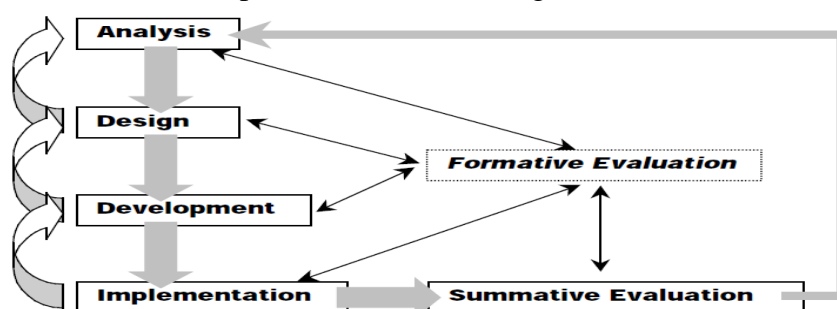 Analysis
Design
Formative Evaluation
Development
Implementation
Summative Evaluation